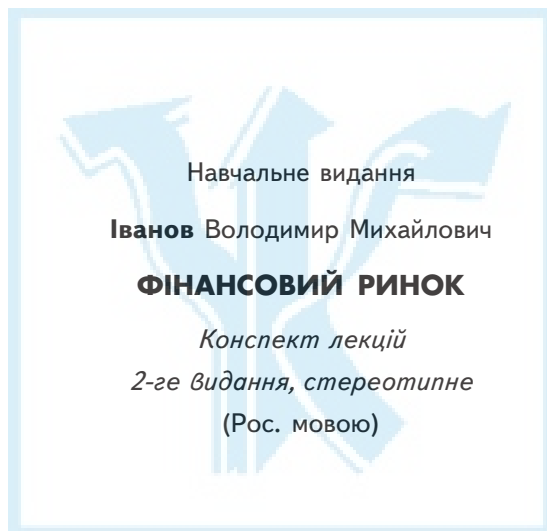 Навчальне видання
Іванов Володимир Михайлович
ФІНАНСОВИЙ РИНОК
Конспект лекцій
2-ге видання, стереотипне
(Рос. мовою)